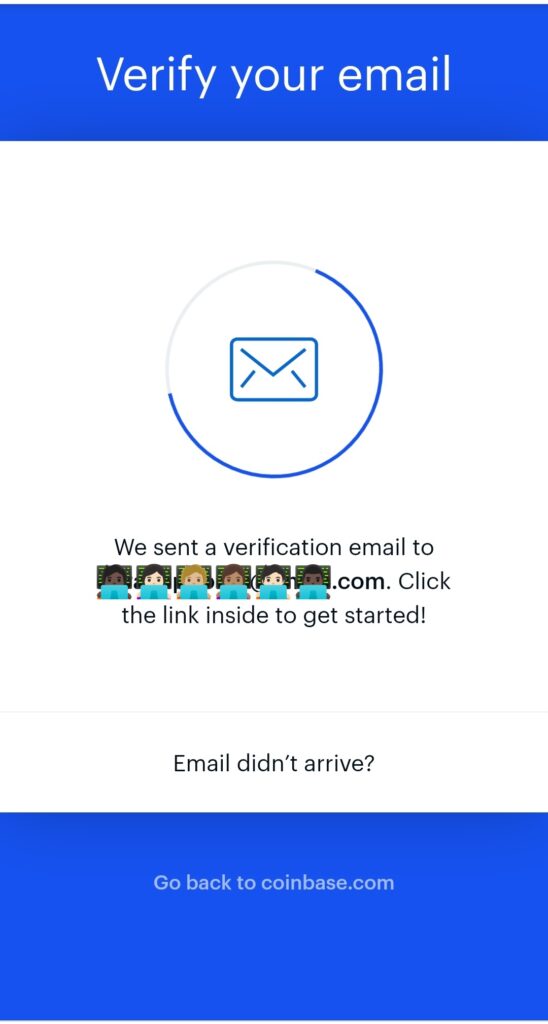 Verify your email
We sent a verification email to
.com. Click
the link inside to get started!
Email didn’t arrive?
Go back to coinbase.com